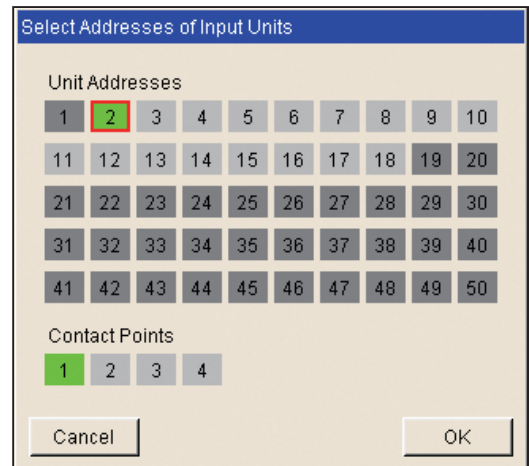 Select Addresses of Input Units
Unit Addresses
1 2 3 4 5 6 7 8 9 10
11 12 13 14 15 16 17 18 19 20
21 22 23 24 25 26 27 28 29 30
31 32 33 34 35 36 37 38 39 40
41 42 43 44 45 46 47 48 49 50
Contact Points
1 2 3 4
Cancel OK